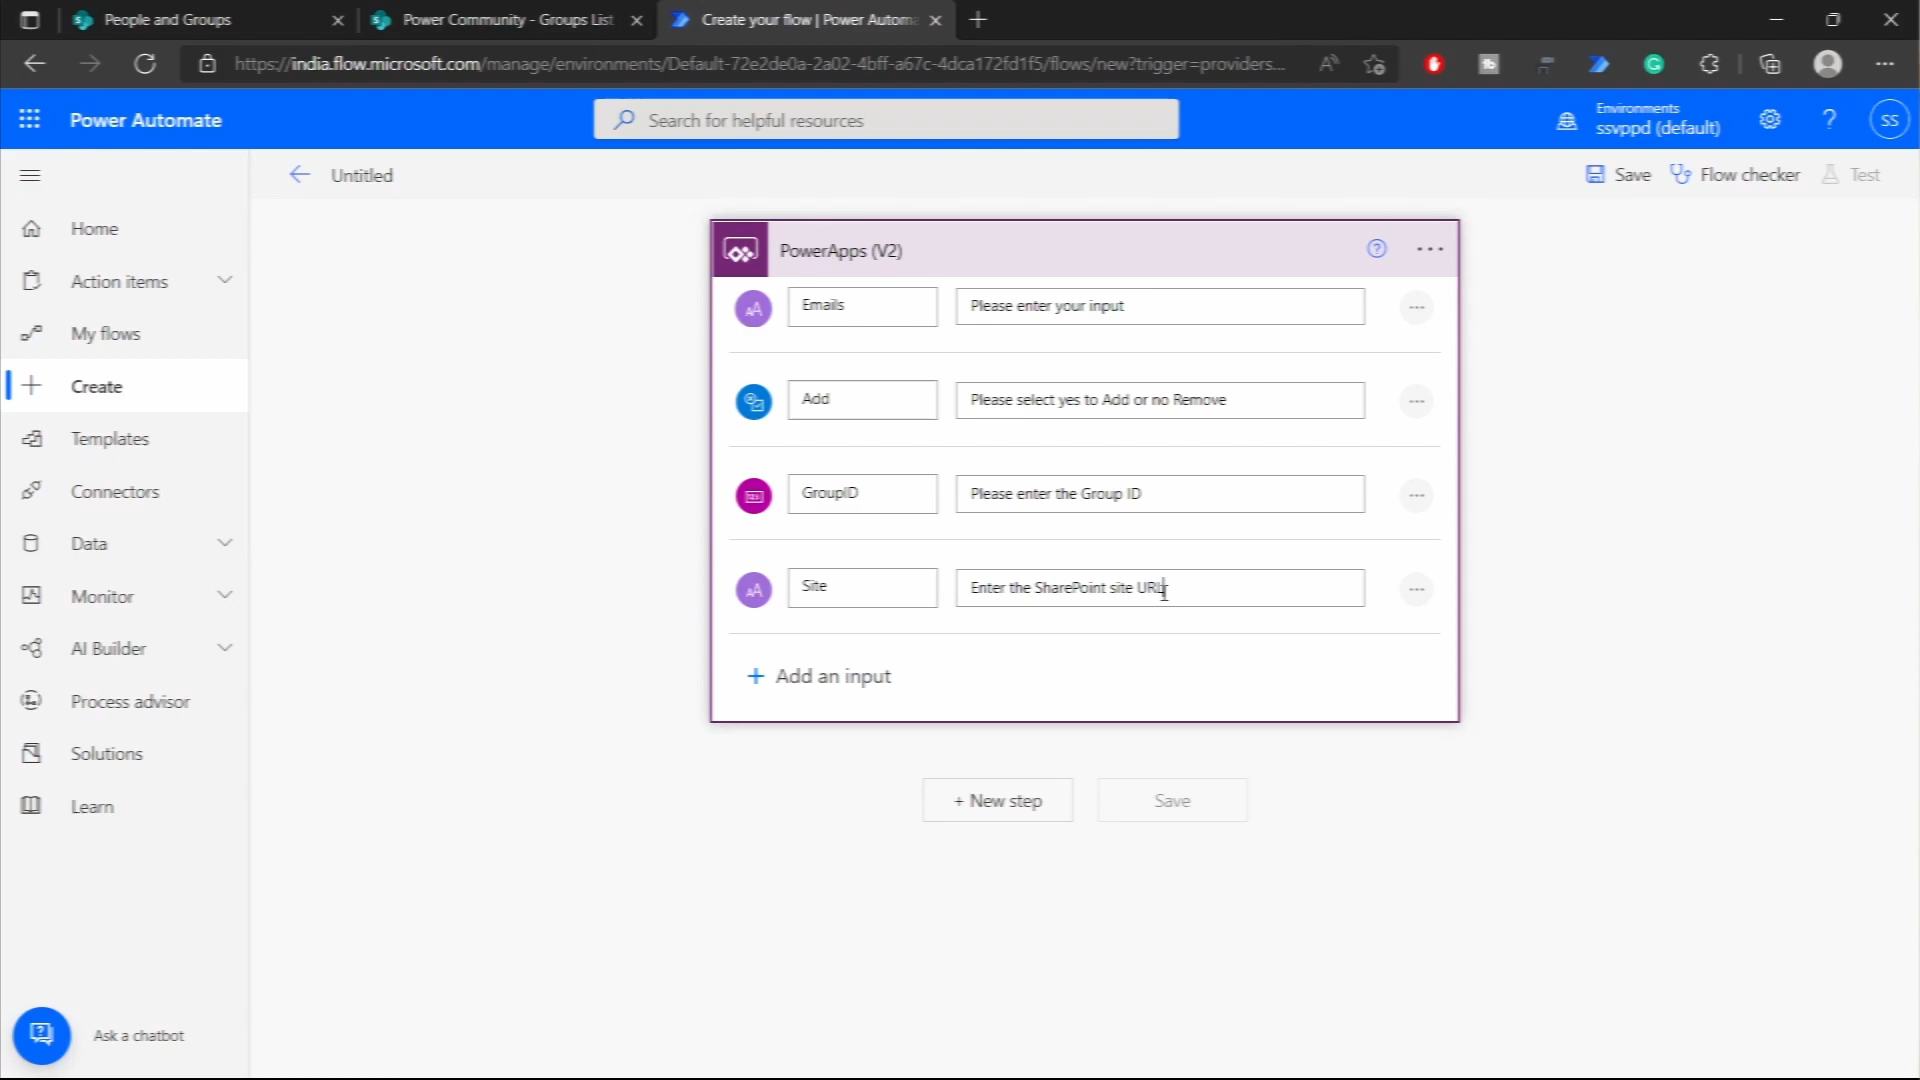 People and Groups
Power Community - Groups List
Create your flow | Power Autom
https://india.flow.microsoft.com/manage/environments/Default-72e2de0a-2a02-4bff-a67c-4dca172fd1f5/flows/new?trigger=providers...
Power Automate
Search for helpful resources
Environments
ssvppd (default)
SS
Untitled
Save
Flow checker
Test
Home
Action items
My flows
Create
Templates
Connectors
Data
Monitor
AI Builder
Process advisor
Solutions
Learn
Ask a chatbot
PowerApps (V2)
Emails
Please enter your input
Add
Please select yes to Add or no Remove
GroupID
Please enter the Group ID
Site
Enter the SharePoint site URL
+ Add an input
+ New step
Save